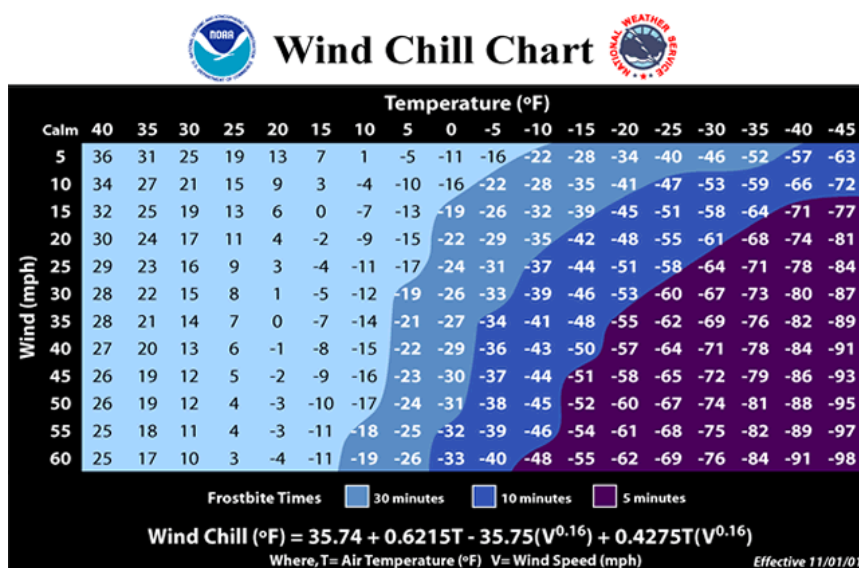 NOAA
Wind Chill Chart
NATIONAL WEATHER SERVICE
Temperature (ºF)
Calm 40 35 30 25 20 15 10 5 0 -5 -10 -15 -20 -25 -30 -35 -40 -45
Wind (mph)
5 36 31 25 19 13 7 1 -5 -11 -16 -22 -28 -34 -40 -46 -52 -57 -63
10 34 27 21 15 9 3 -4 -10 -16 -22 -28 -35 -41 -47 -53 -59 -66 -72
15 32 25 19 13 6 0 -7 -13 -19 -26 -32 -39 -45 -51 -58 -64 -71 -77
20 30 24 17 11 4 -2 -9 -15 -22 -29 -35 -42 -48 -55 -61 -68 -74 -81
25 29 23 16 9 3 -4 -11 -17 -24 -31 -37 -44 -51 -58 -64 -71 -78 -84
30 28 22 15 8 1 -5 -12 -19 -26 -33 -39 -46 -53 -60 -67 -73 -80 -87
35 28 21 14 7 0 -7 -14 -21 -27 -34 -41 -48 -55 -62 -69 -76 -82 -89
40 27 20 13 6 -1 -8 -15 -22 -29 -36 -43 -50 -57 -64 -71 -78 -84 -91
45 26 19 12 5 -2 -9 -16 -23 -30 -37 -44 -51 -58 -65 -72 -79 -86 -93
50 26 19 12 4 -3 -10 -17 -24 -31 -38 -45 -52 -60 -67 -74 -81 -88 -95
55 25 18 11 4 -3 -11 -18 -25 -32 -39 -46 -54 -61 -68 -75 -82 -89 -97
60 25 17 10 3 -4 -11 -19 -26 -33 -40 -48 -55 -62 -69 -76 -84 -91 -98
Frostbite Times 30 minutes 10 minutes 5 minutes
Wind Chill (ºF) = 35.74 + 0.6215T - 35.75(V0.16) + 0.4275T(V0.16)
Where, T= Air Temperature (ºF) V= Wind Speed (mph)
Effective 11/01/01